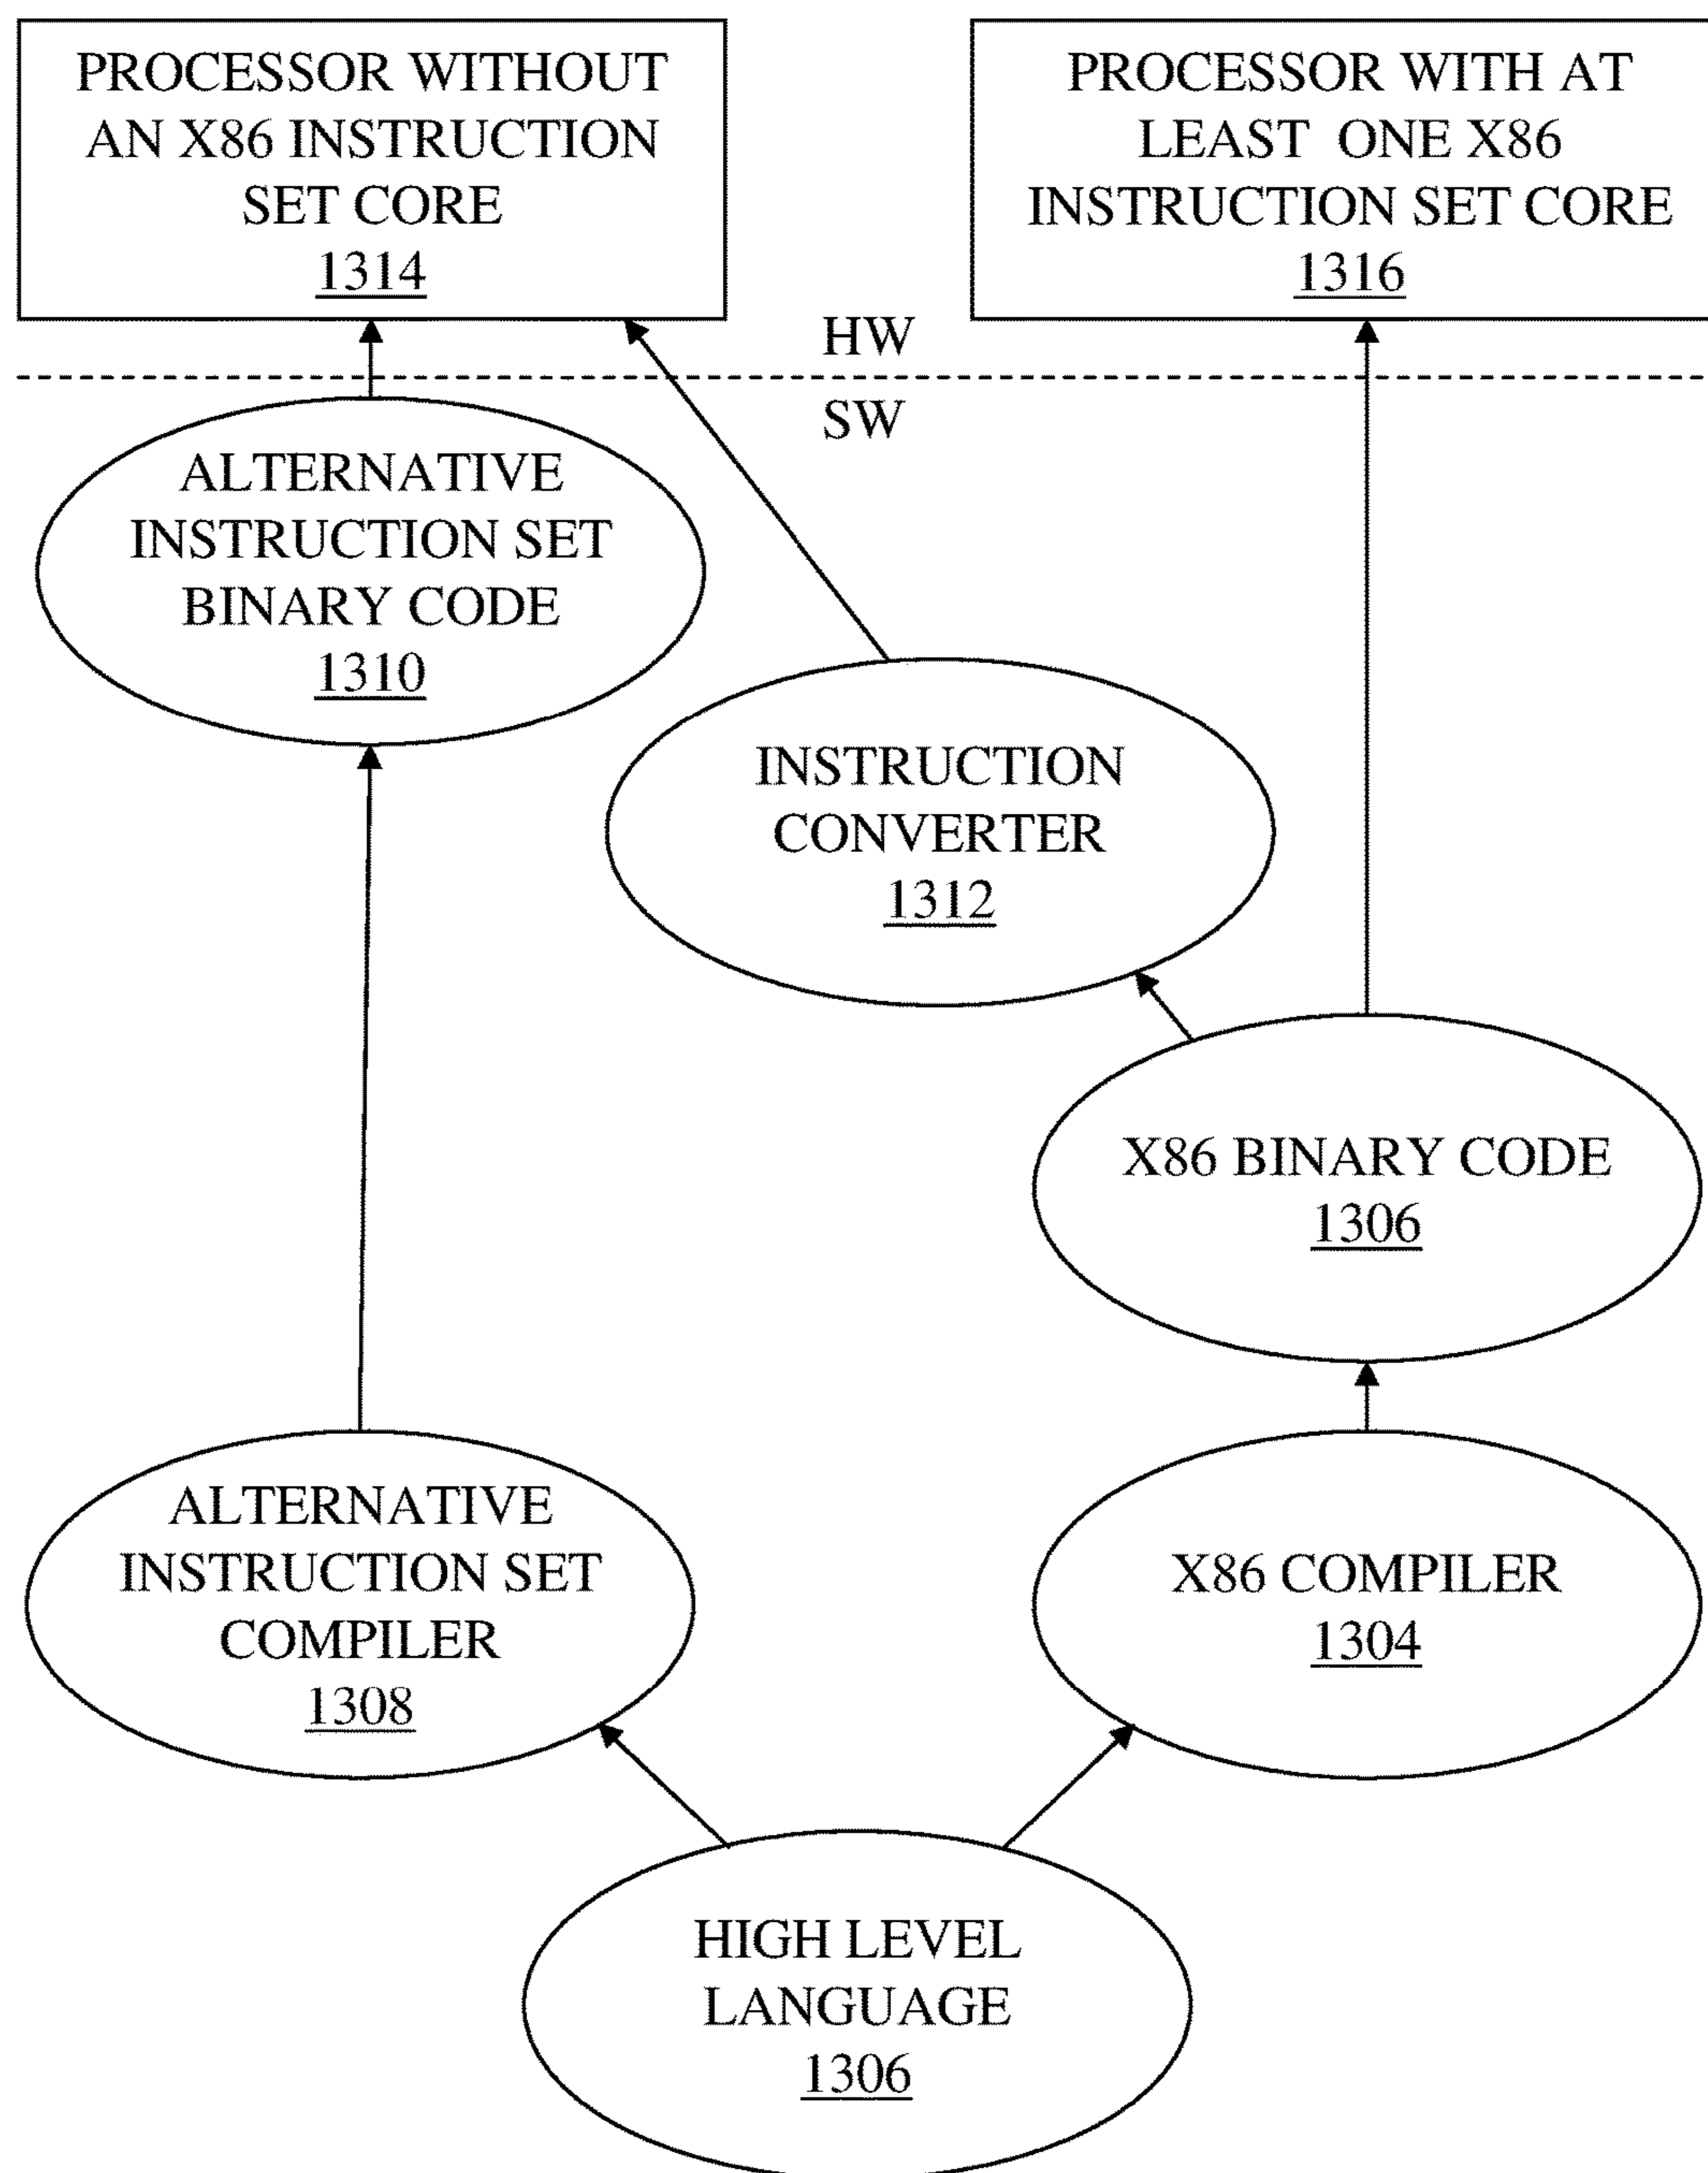 PROCESSOR WITHOUT
AN X86 INSTRUCTION
SET CORE
1314
PROCESSOR WITH AT
LEAST ONE X86
INSTRUCTION SET CORE
1316
HW
SW
ALTERNATIVE
INSTRUCTION SET
BINARY CODE
1310
INSTRUCTION
CONVERTER
1312
X86 BINARY CODE
1306
ALTERNATIVE
INSTRUCTION SET
COMPILER
1308
X86 COMPILER
1304
HIGH LEVEL
LANGUAGE
1306